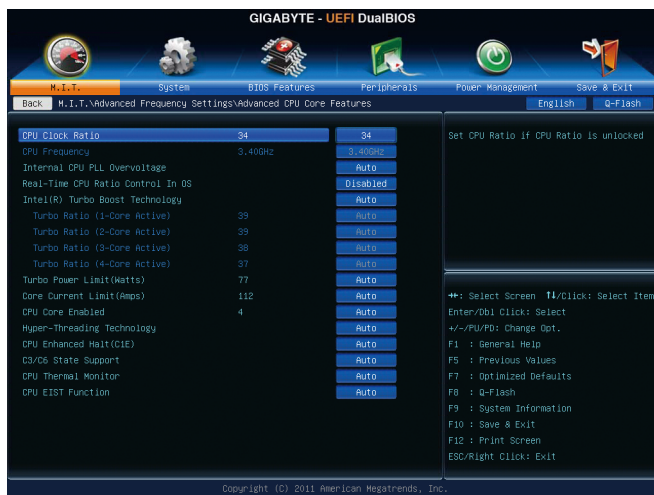 GIGABYTE - UEFI DualBIOS
M.I.T. System BIOS Features Peripherals Power Management Save & Exit
Back M.I.T.\Advanced Frequency Settings\Advanced CPU Core Features English Q-Flash
CPU Clock Ratio 34 34
CPU Frequency 3.40GHz 3.40GHz
Internal CPU PLL Overvoltage Auto
Real-Time CPU Ratio Control In OS Disabled
Intel(R) Turbo Boost Technology Auto
Turbo Ratio (1-Core Active) 39 Auto
Turbo Ratio (2-Core Active) 39 Auto
Turbo Ratio (3-Core Active) 38 Auto
Turbo Ratio (4-Core Active) 37 Auto
Turbo Power Limit(Watts) 77 Auto
Core Current Limit(Amps) 112 Auto
CPU Core Enabled 4 Auto
Hyper-Threading Technology Auto
CPU Enhanced Halt(C1E) Auto
C3/C6 State Support Auto
CPU Thermal Monitor Auto
CPU EIST Function Auto
Set CPU Ratio if CPU Ratio is unlocked
→←: Select Screen ↑↓/Click: Select Item
Enter/Dbl Click: Select
+/-/PU/PD: Change Opt.
F1 : General Help
F5 : Previous Values
F7 : Optimized Defaults
F8 : Q-Flash
F9 : System Information
F10 : Save & Exit
F12 : Print Screen
ESC/Right Click: Exit
Copyright (C) 2011 American Megatrends, Inc.